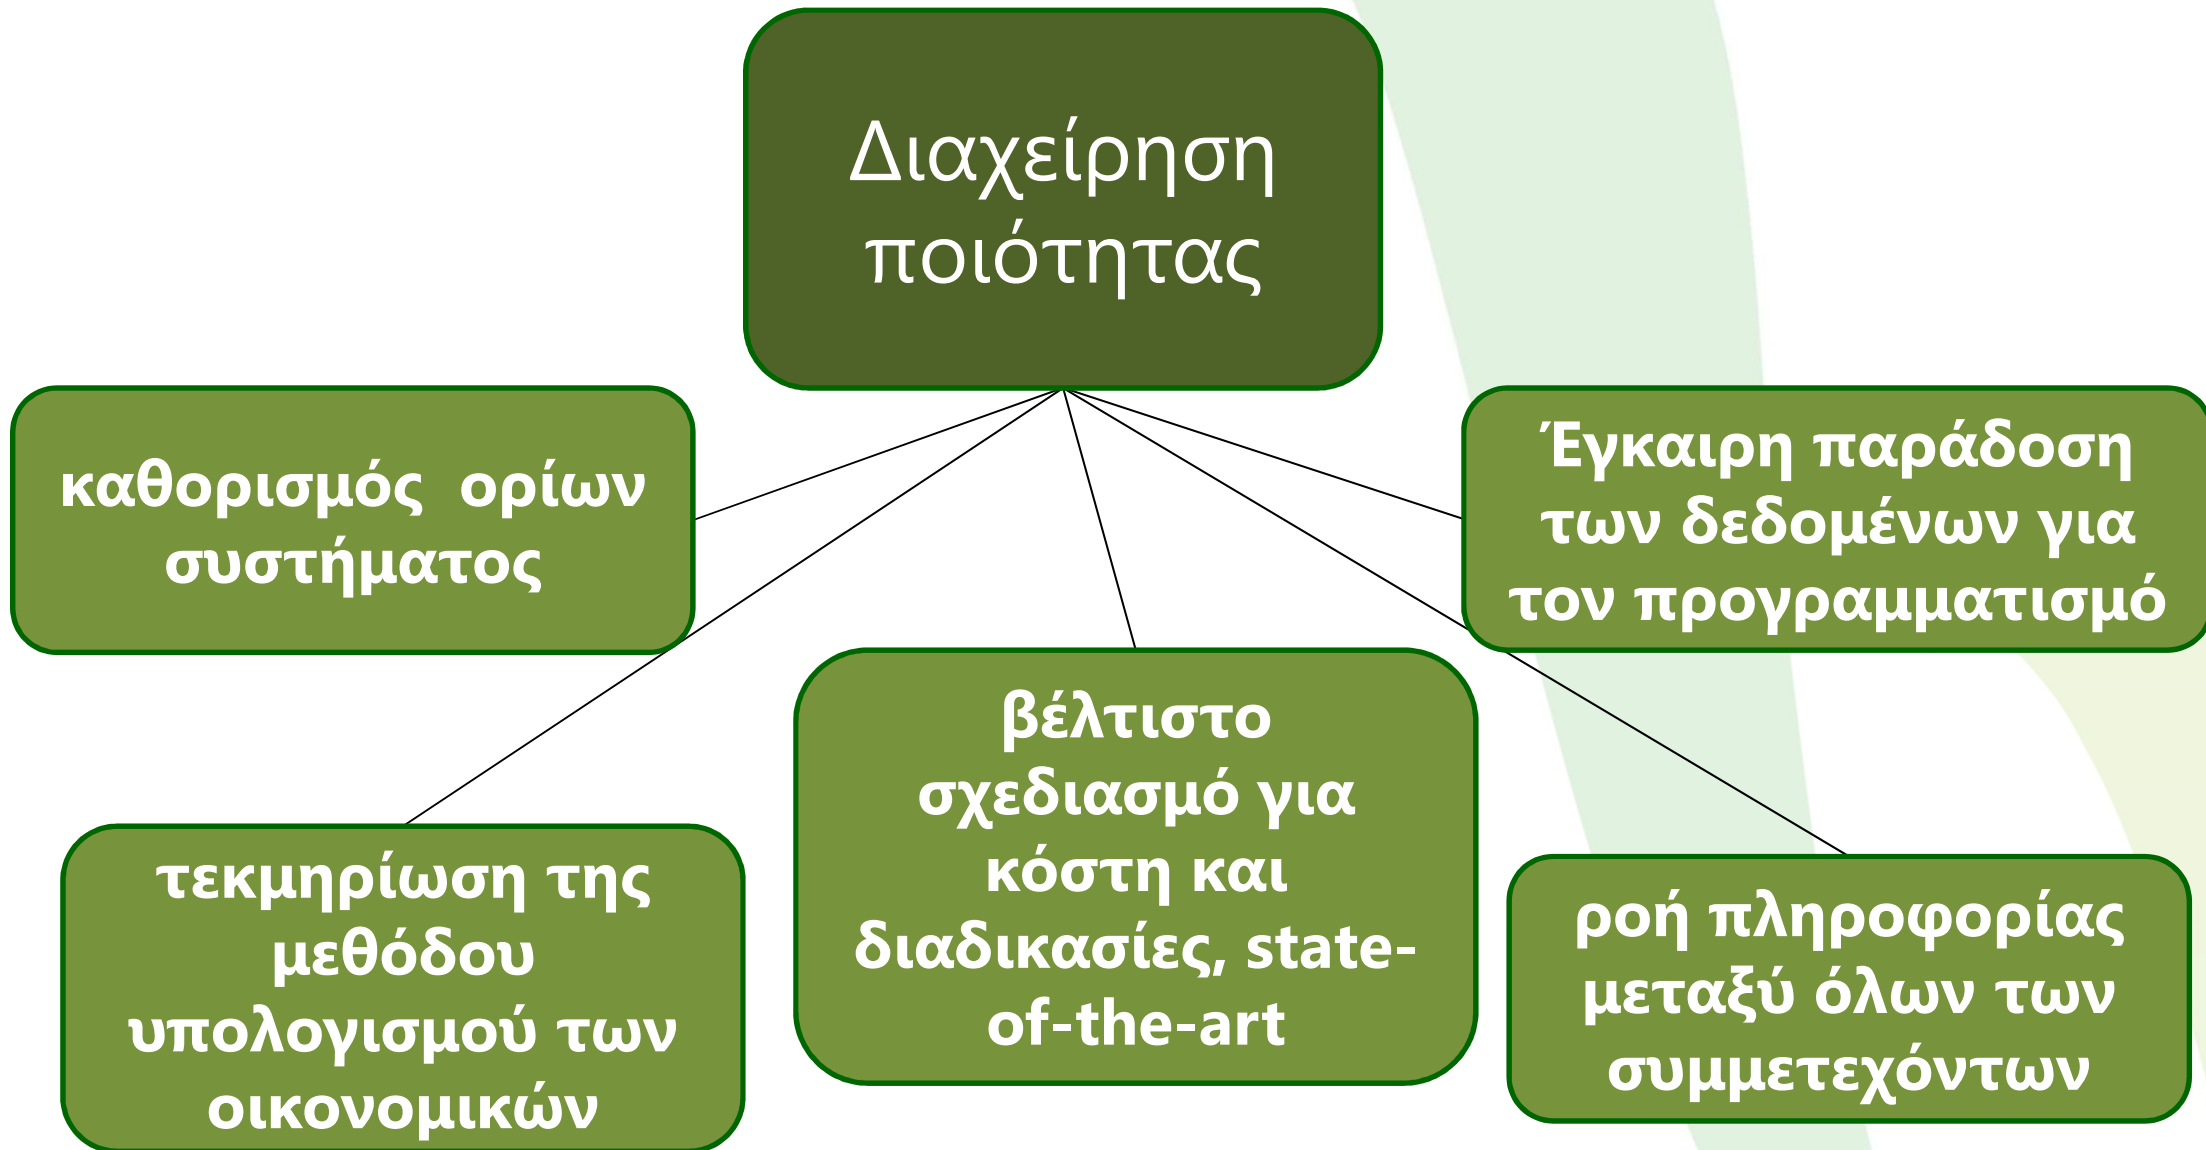 Διαχείρηση
ποιότητας
καθορισμός ορίων
συστήματος
Έγκαιρη παράδοση
των δεδομένων για
τον προγραμματισμό
βέλτιστο
σχεδιασμό για
κόστη και
διαδικασίες, state-
of-the-art
τεκμηρίωση της
μεθόδου
υπολογισμού των
οικονομικών
ροή πληροφορίας
μεταξύ όλων των
συμμετεχόντων